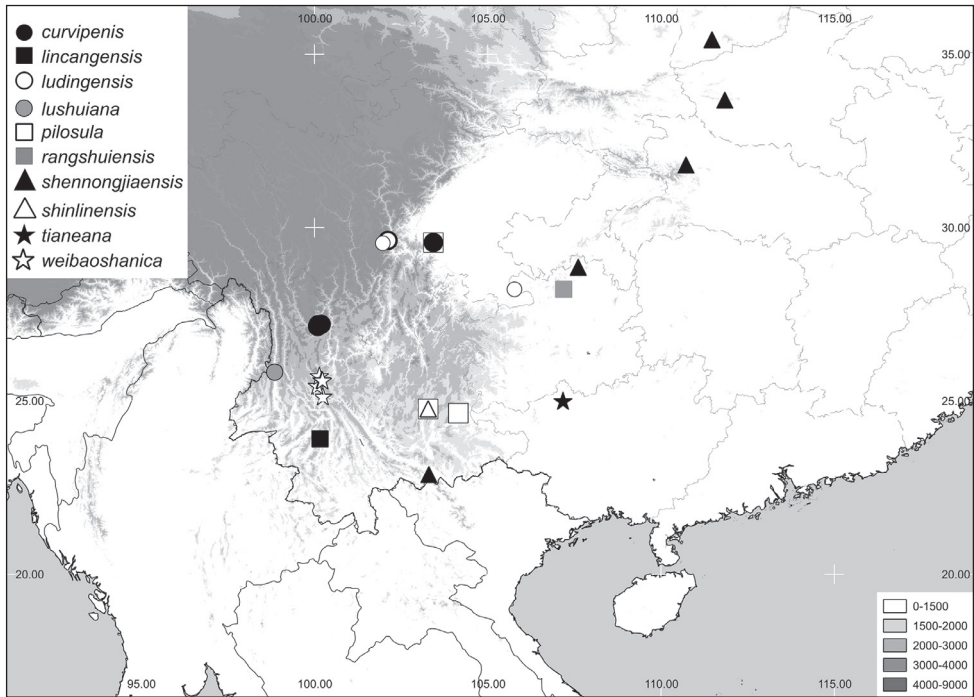 100.00 105.00 110.00 115.00
curvipenis
lincangensis
ludingensis
lushuiana
pilosula
rangshuiensis
shennongjiaensis
shinlinensis
tianeana
weibaoshanica
35.00
30.00 30.00
25.00 25.00
20.00 20.00
0-1500
1500-2000
2000-3000
3000-4000
4000-9000
95.00 100.00 105.00 110.00 115.00